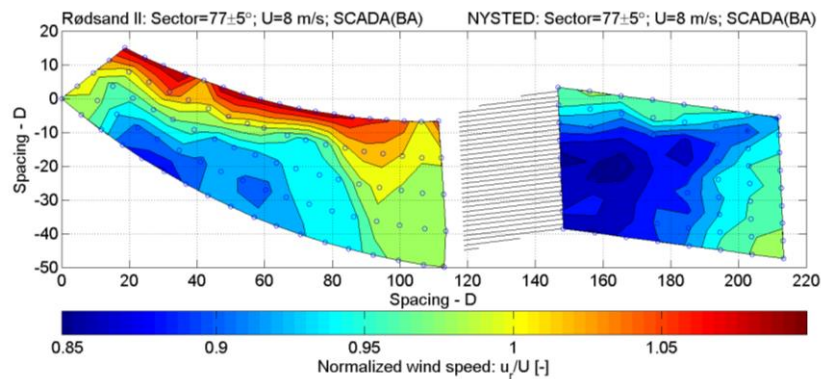 Rødsand II: Sector=77±5°; U=8 m/s; SCADA(BA)
NYSTED: Sector=77±5°; U=8 m/s; SCADA(BA)
20
10
0
-10
-20
-30
-40
-50
Spacing - D
0 20 40 60 80 100 120 140 160 180 200 220
Spacing - D
0.85 0.9 0.95 1 1.05
Normalized wind speed: u_r/U [-]